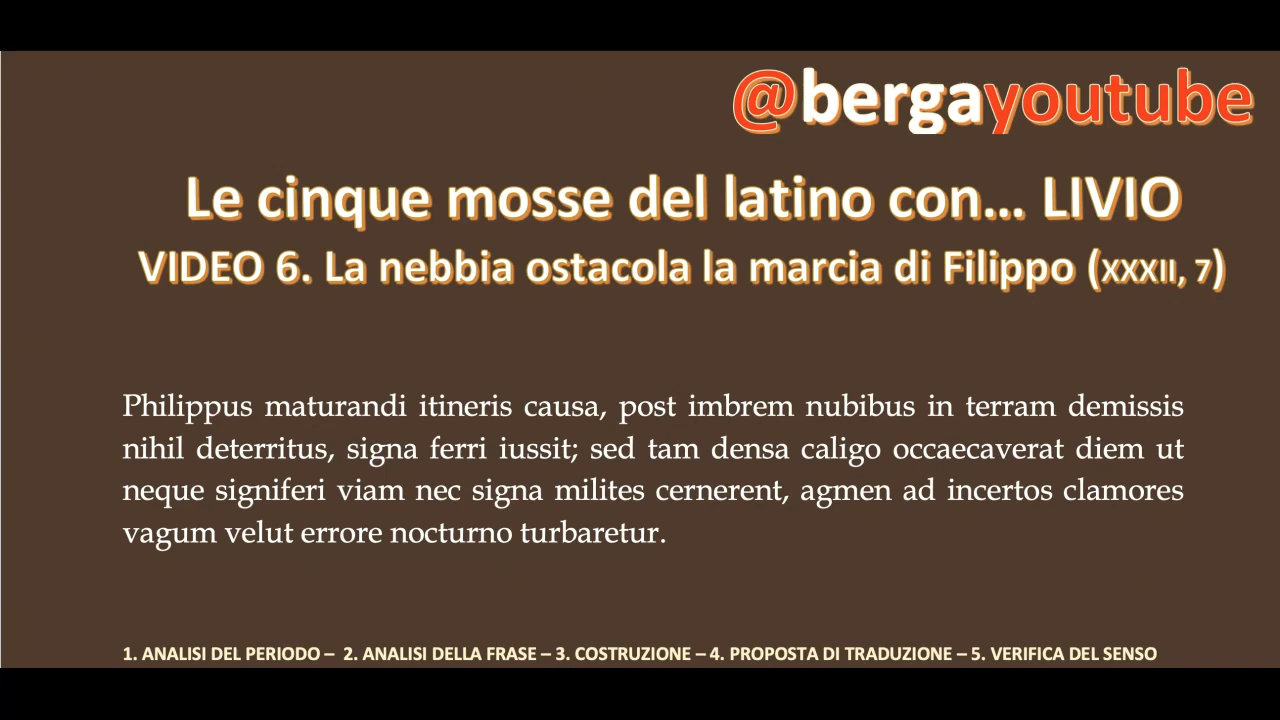 @bergayoutube
Le cinque mosse del latino con... LIVIO
VIDEO 6. La nebbia ostacola la marcia di Filippo (XXXII, 7)
Philippus maturandi itineris causa, post imbrem nubibus in terram demissis
nihil deterritus, signa ferri iussit; sed tam densa caligo occaecaverat diem ut
neque signiferi viam nec signa milites cernerent, agmen ad incertos clamores
vagum velut errore nocturno turbaretur.
1. ANALISI DEL PERIODO – 2. ANALISI DELLA FRASE – 3. COSTRUZIONE – 4. PROPOSTA DI TRADUZIONE – 5. VERIFICA DEL SENSO